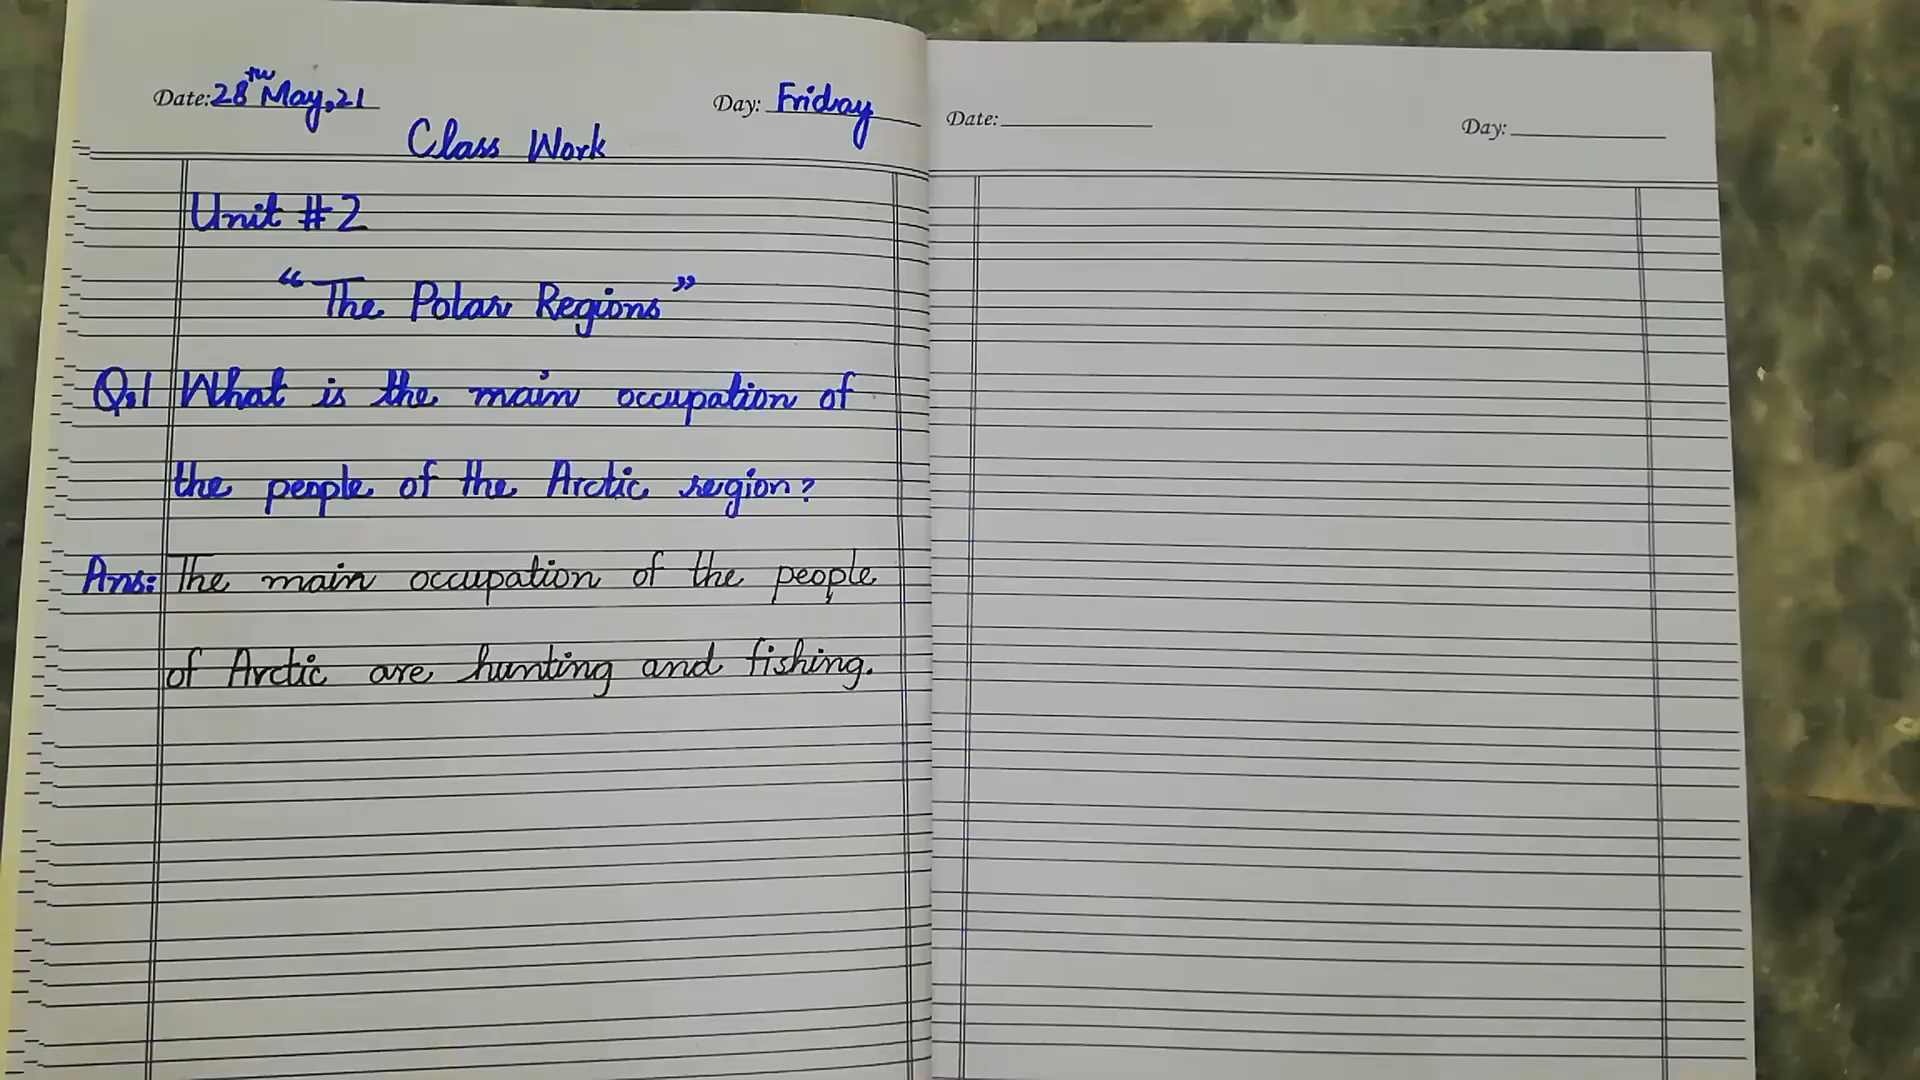 Date: 28th May, 21 Day: Friday
Class Work
Unit # 2
“The Polar Regions”
Q.1 What is the main occupation of
the people of the Arctic region?
Ans: The main occupation of the people
of Arctic are hunting and fishing.
Date: Day: